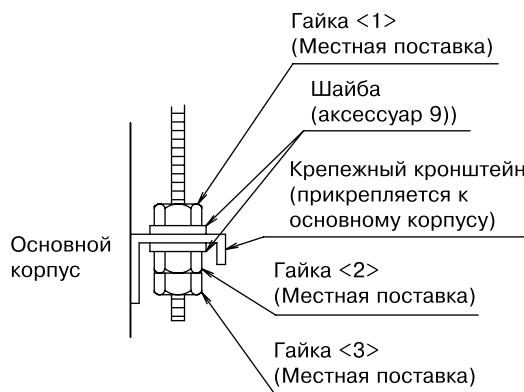 Гайка <1>
(Местная поставка)
Шайба
(аксессуар 9))
Крепежный кронштейн
(прикрепляется к
основному корпусу)
Основной
корпус
Гайка <2>
(Местная поставка)
Гайка <3>
(Местная поставка)